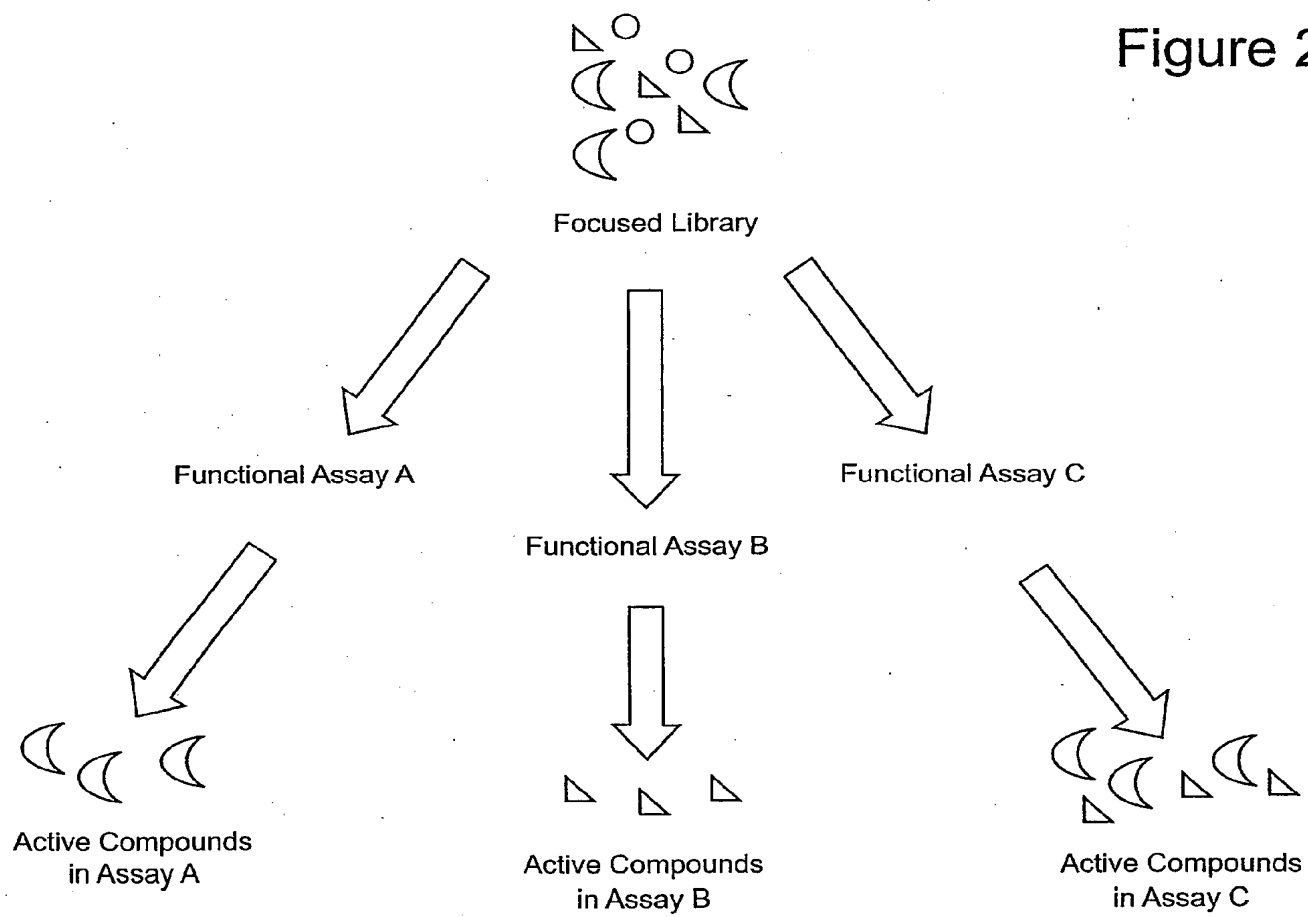 Figure 2
Focused Library
Functional Assay A
Functional Assay C
Functional Assay B
Active Compounds
in Assay A
Active Compounds
in Assay B
Active Compounds
in Assay C